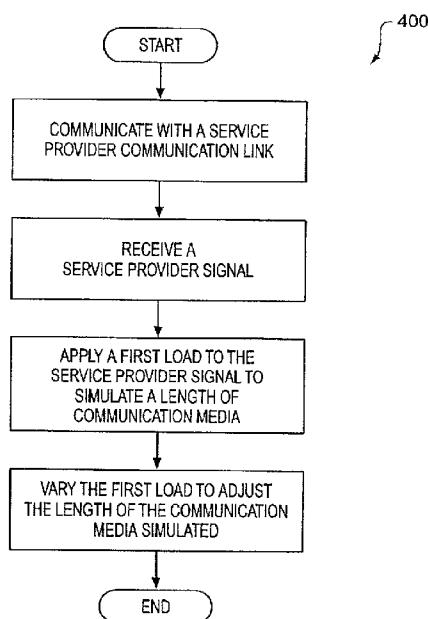 400
START
COMMUNICATE WITH A SERVICE
PROVIDER COMMUNICATION LINK
RECEIVE A
SERVICE PROVIDER SIGNAL
APPLY A FIRST LOAD TO THE
SERVICE PROVIDER SIGNAL TO
SIMULATE A LENGTH OF
COMMUNICATION MEDIA
VARY THE FIRST LOAD TO ADJUST
THE LENGTH OF THE COMMUNICATION
MEDIA SIMULATED
END